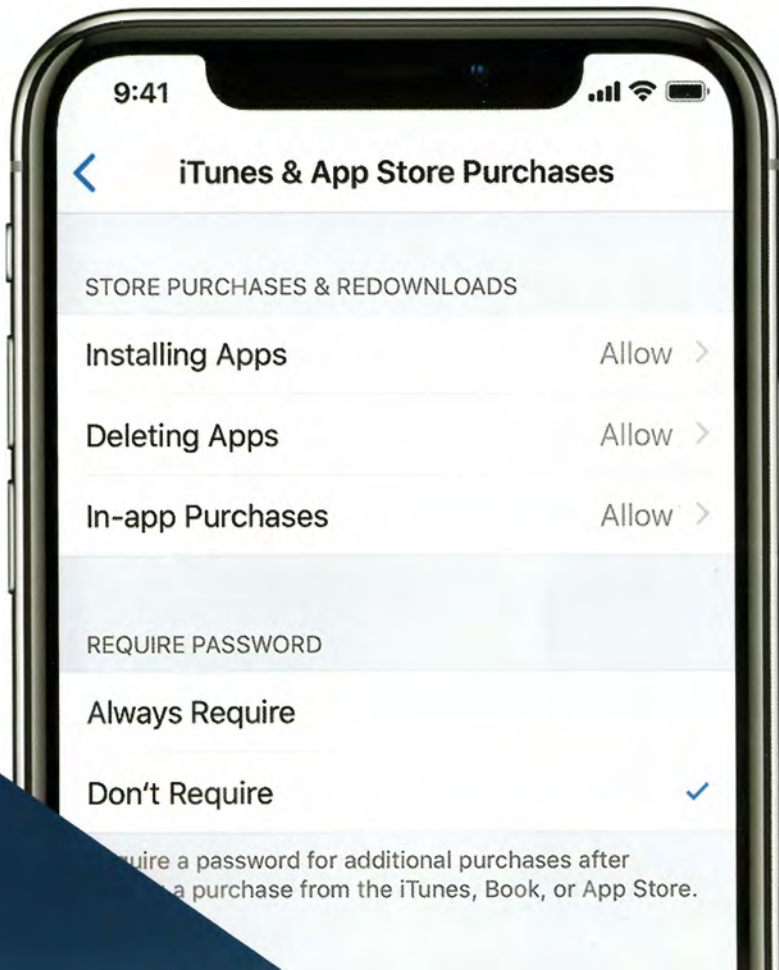 9:41
iTunes & App Store Purchases
STORE PURCHASES & REDOWNLOADS
Installing Apps Allow
Deleting Apps Allow
In-app Purchases Allow
REQUIRE PASSWORD
Always Require
Don't Require
a password for additional purchases after
a purchase from the iTunes, Book, or App Store.